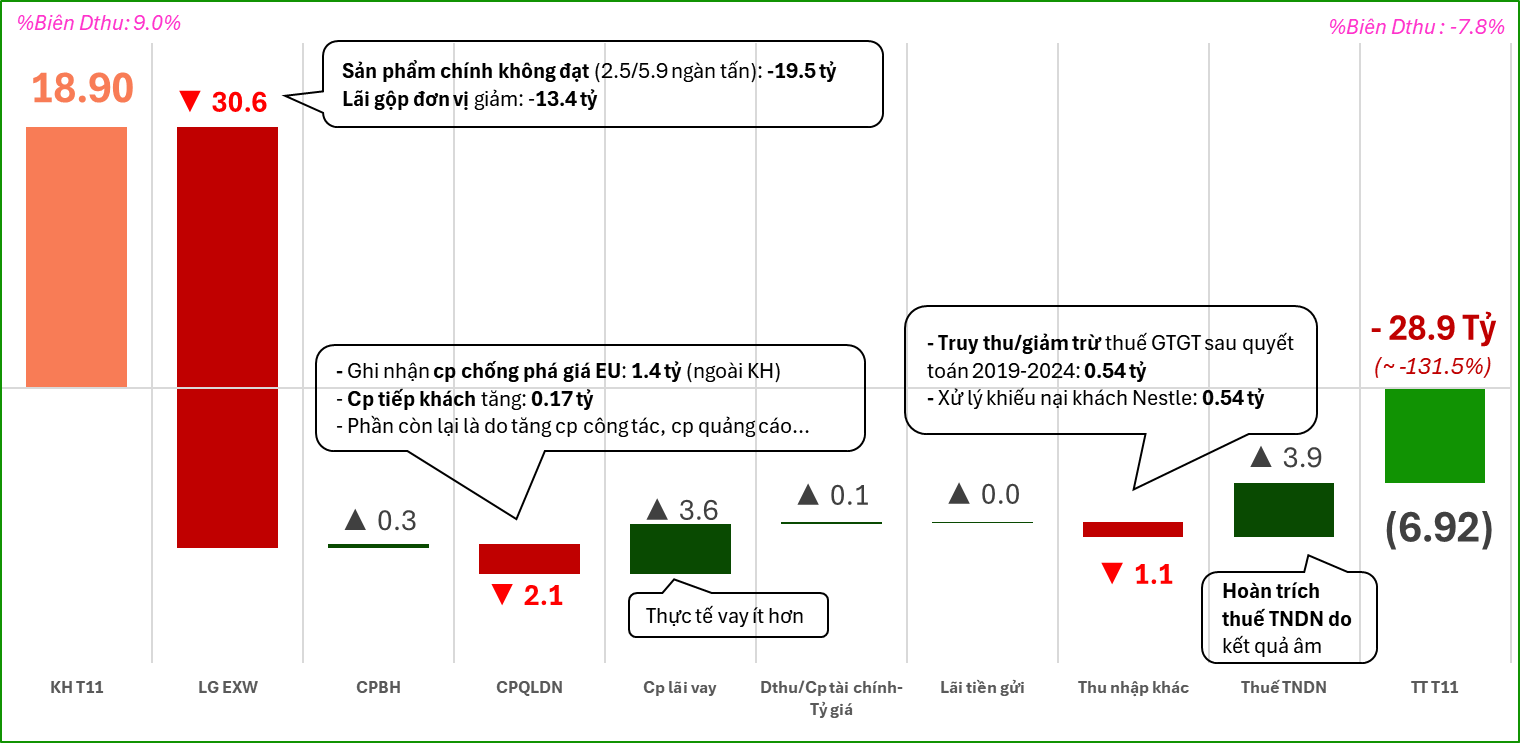 %Biên Dthu: 9.0%
%Biên Dthu : -7.8%
18.90
▼ 30.6
Sản phẩm chính không đạt (2.5/5.9 ngàn tấn): -19.5 tỷ
Lãi gộp đơn vị giảm: -13.4 tỷ
- Ghi nhận cp chống phá giá EU: 1.4 tỷ (ngoài KH)
- Cp tiếp khách tăng: 0.17 tỷ
- Phần còn lại là do tăng cp công tác, cp quảng cáo...
- Truy thu/giảm trừ thuế GTGT sau quyết
toán 2019-2024: 0.54 tỷ
- Xử lý khiếu nại khách Nestle: 0.54 tỷ
- 28.9 Tỷ
(~ -131.5%)
▲ 0.3
▼ 2.1
▲ 3.6
Thực tế vay ít hơn
▲ 0.1
▲ 0.0
▼ 1.1
▲ 3.9
Hoàn trích
thuế TNDN do
kết quả âm
(6.92)
KH T11
LG EXW
CPBH
CPQLDN
Cp lãi vay
Dthu/Cp tài chính-
Tỷ giá
Lãi tiền gửi
Thu nhập khác
Thuế TNDN
TT T11